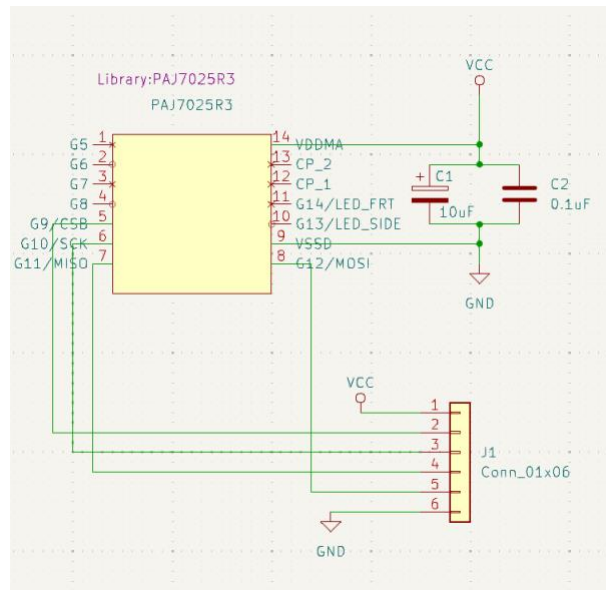 VCC
Library:PAJ7025R3
PAJ7025R3
G5 1
14 VDDMA
G6 2
13 CP_2
G7 3
12 CP_1
G8 4
11 G14/LED_FRT
G9/CSB 5
10 G13/LED_SIDE
G10/SCK 6
9 VSSD
G11/MISO 7
8 G12/MOSI
+ C1
10uF
C2
0.1uF
GND
VCC
1
2
3
4
5
6
J1
Conn_01x06
GND